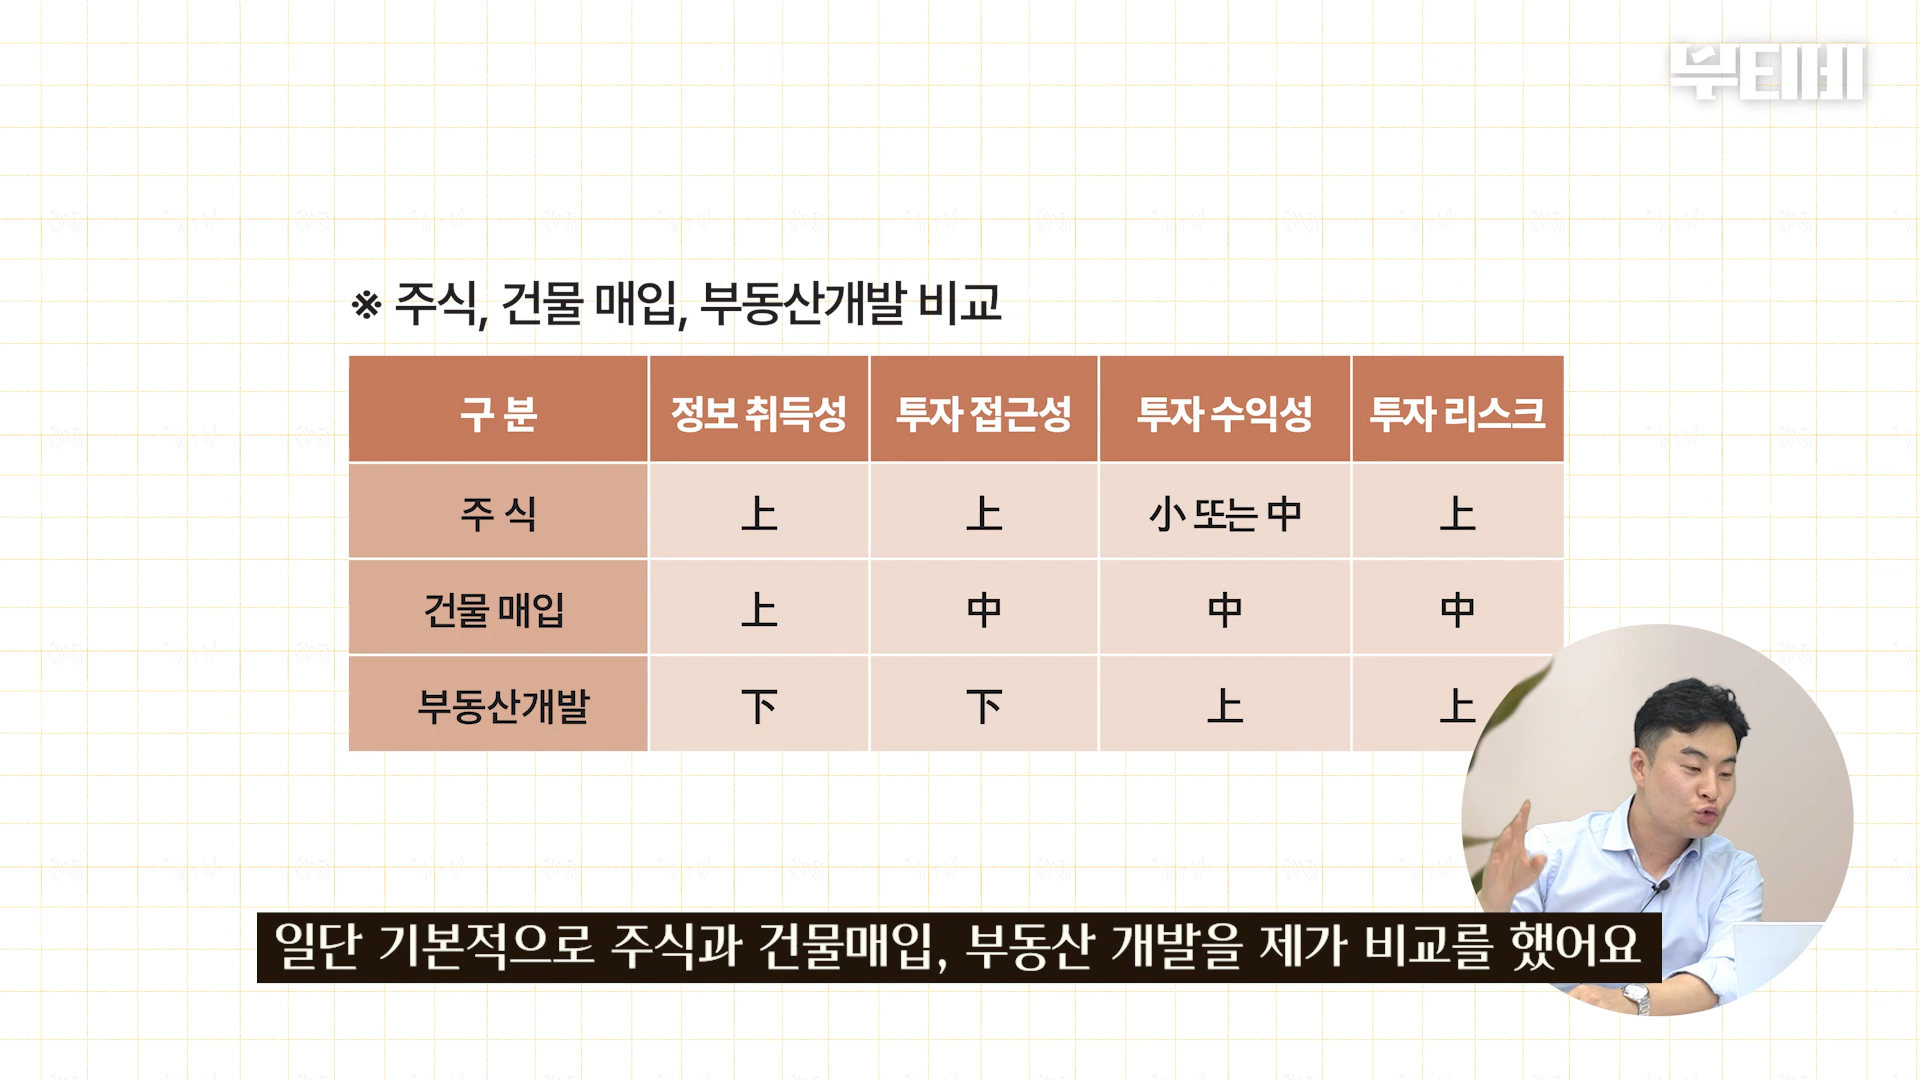 부티비
※ 주식, 건물 매입, 부동산개발 비교
구 분 정보 취득성 투자 접근성 투자 수익성 투자 리스크
주 식 上 上 小 또는 中 上
건물 매입 上 中 中 中
부동산개발 下 下 上 上
일단 기본적으로 주식과 건물매입, 부동산 개발을 제가 비교를 했어요